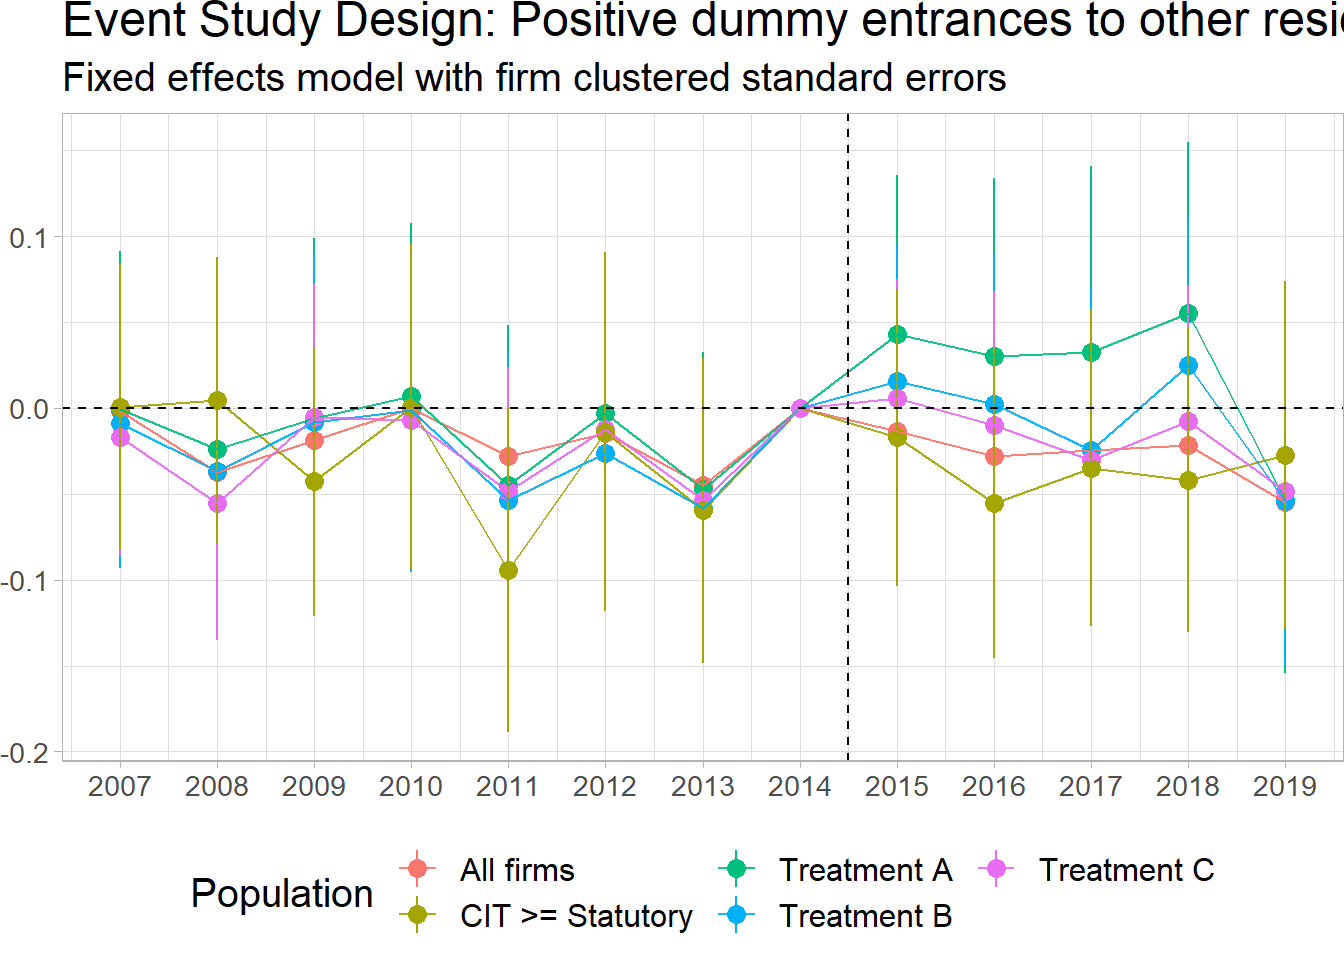 Event Study Design: Positive dummy entrances to other
Fixed effects model with firm clustered standard errors
0.1
0.0
-0.1
-0.2
2007 2008 2009 2010 2011 2012 2013 2014 2015 2016 2017 2018 2019
Population
All firms
CIT >= Statutory
Treatment A
Treatment B
Treatment C